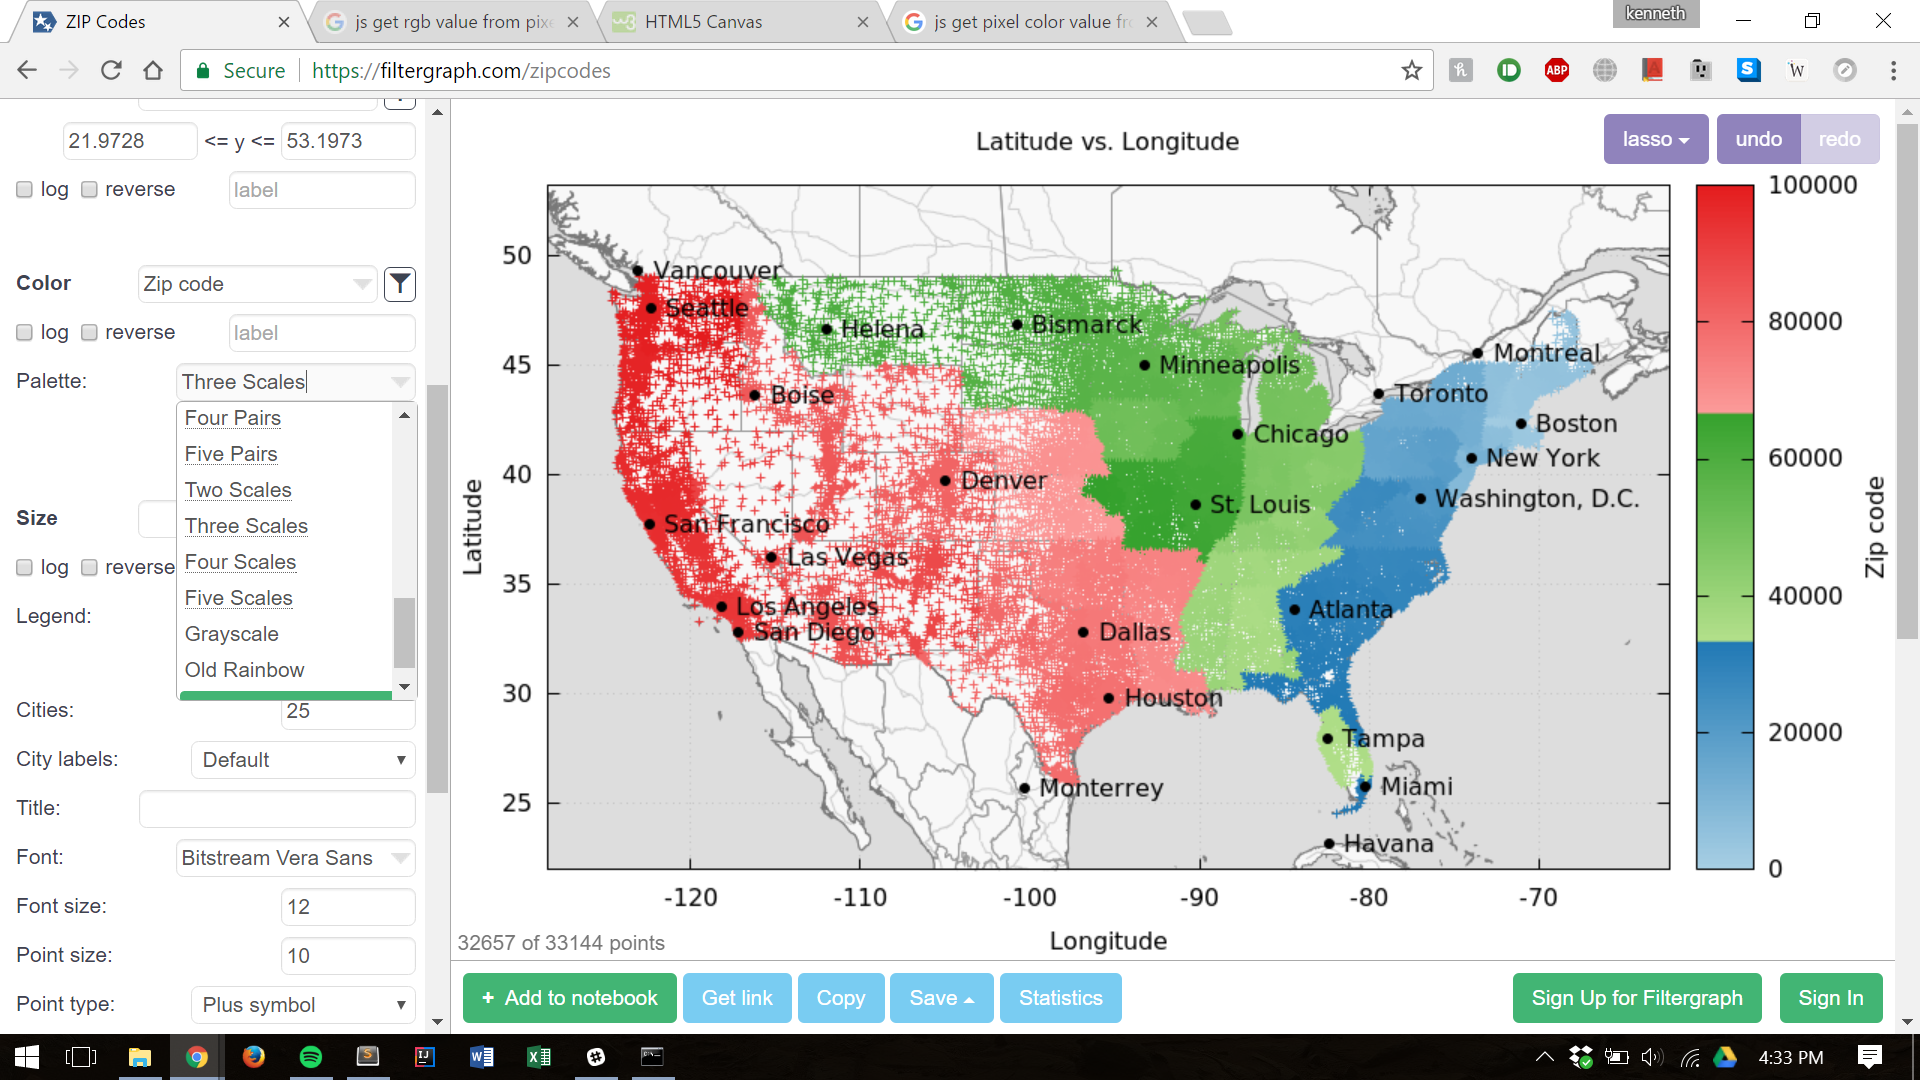 ZIP Codes
js get rgb value from pixe
HTML5 Canvas
js get pixel color value fr
kenneth
Secure
https://filtergraph.com/zipcodes
ABP
S
W
21.9728 <= y <= 53.1973
log reverse label
Color Zip code
log reverse label
Palette: Three Scales
Four Pairs
Five Pairs
Two Scales
Three Scales
Four Scales
Five Scales
Grayscale
Old Rainbow
Size
log reverse
Legend:
Cities: 25
City labels: Default
Title:
Font: Bitstream Vera Sans
Font size: 12
Point size: 10
Point type: Plus symbol
Latitude vs. Longitude
lasso undo redo
Latitude
50
45
40
35
30
25
-120 -110 -100 -90 -80 -70
Longitude
Vancouver
Seattle
Helena
Bismarck
Minneapolis
Montreal
Boise
Toronto
Boston
Chicago
New York
Denver
St. Louis
Washington, D.C.
San Francisco
Las Vegas
Los Angeles
San Diego
Dallas
Atlanta
Houston
Tampa
Monterrey
Miami
Havana
100000
80000
60000
40000
20000
0
Zip code
32657 of 33144 points
+ Add to notebook Get link Copy Save Statistics Sign Up for Filtergraph Sign In
4:33 PM